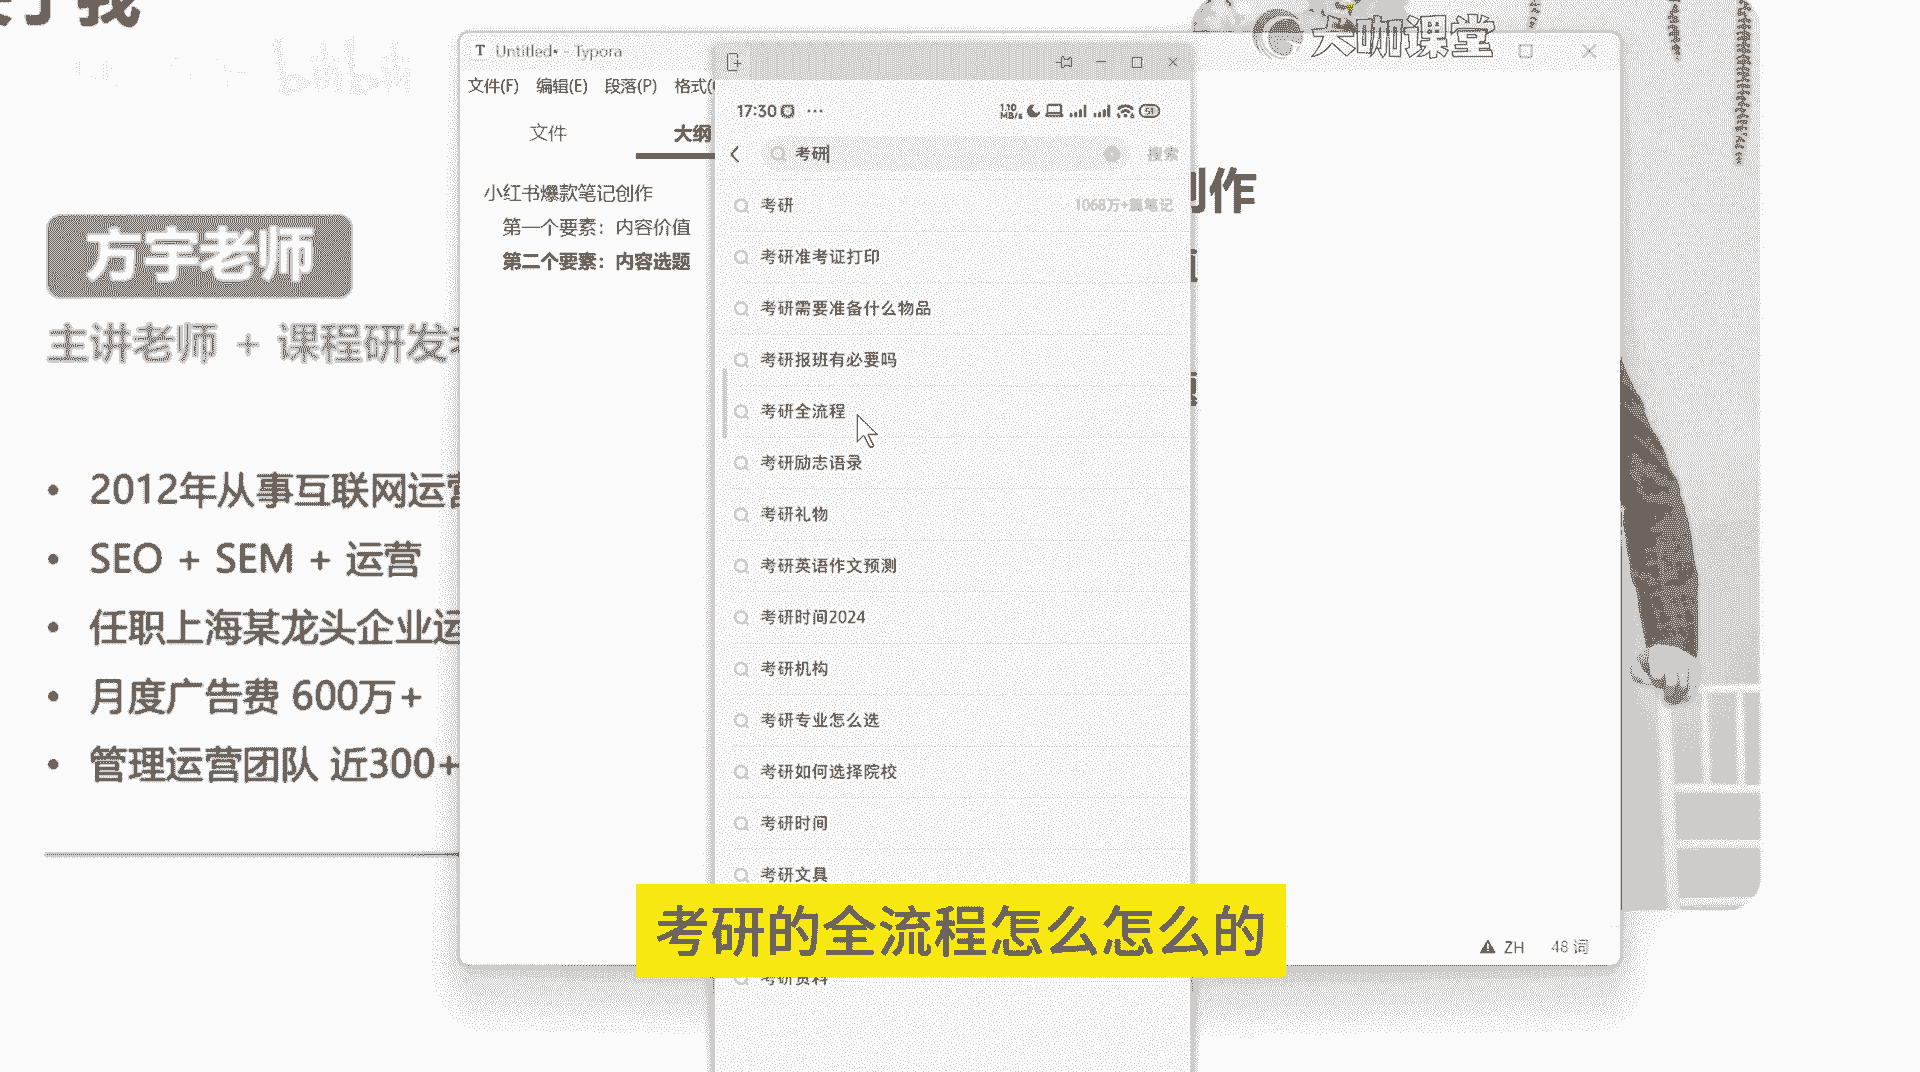 了我
bilibili
大咖课堂
方宇老师
主讲老师 + 课程研发
• 2012年从事互联网运营
• SEO + SEM + 运营
• 任职上海某龙头企业运
• 月度广告费 600万+
• 管理运营团队 近300+
Untitled• - Typora
文件(F) 编辑(E) 段落(P) 格式(
文件 大纲
小红书爆款笔记创作
第一个要素：内容价值
第二个要素：内容选题
创作
17:30 ···
1.10 MB/s
51
考研
搜索
考研 1068万+篇笔记
考研准考证打印
考研需要准备什么物品
考研报班有必要吗
考研全流程
考研励志语录
考研礼物
考研英语作文预测
考研时间2024
考研机构
考研专业怎么选
考研如何选择院校
考研时间
考研文具
考研的全流程怎么怎么的
考研资料
ZH 48 词